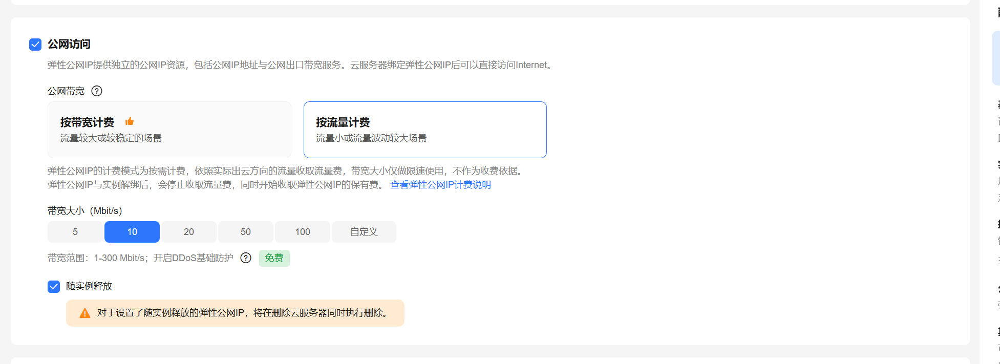 公网访问
弹性公网IP提供独立的公网IP资源，包括公网IP地址与公网出口带宽服务。云服务器绑定弹性公网IP后可以直接访问Internet。
公网带宽 ?
按带宽计费
流量较大或较稳定的场景
按流量计费
流量小或流量波动较大场景
弹性公网IP的计费模式为按需计费，依照实际出云方向的流量收取流量费，带宽大小仅做限速使用，不作为收费依据。
弹性公网IP与实例解绑后，会停止收取流量费，同时开始收取弹性公网IP的保有费。 查看弹性公网IP计费说明
带宽大小（Mbit/s）
5 10 20 50 100 自定义
带宽范围：1-300 Mbit/s；开启DDoS基础防护 ? 免费
随实例释放
对于设置了随实例释放的弹性公网IP，将在删除云服务器同时执行删除。